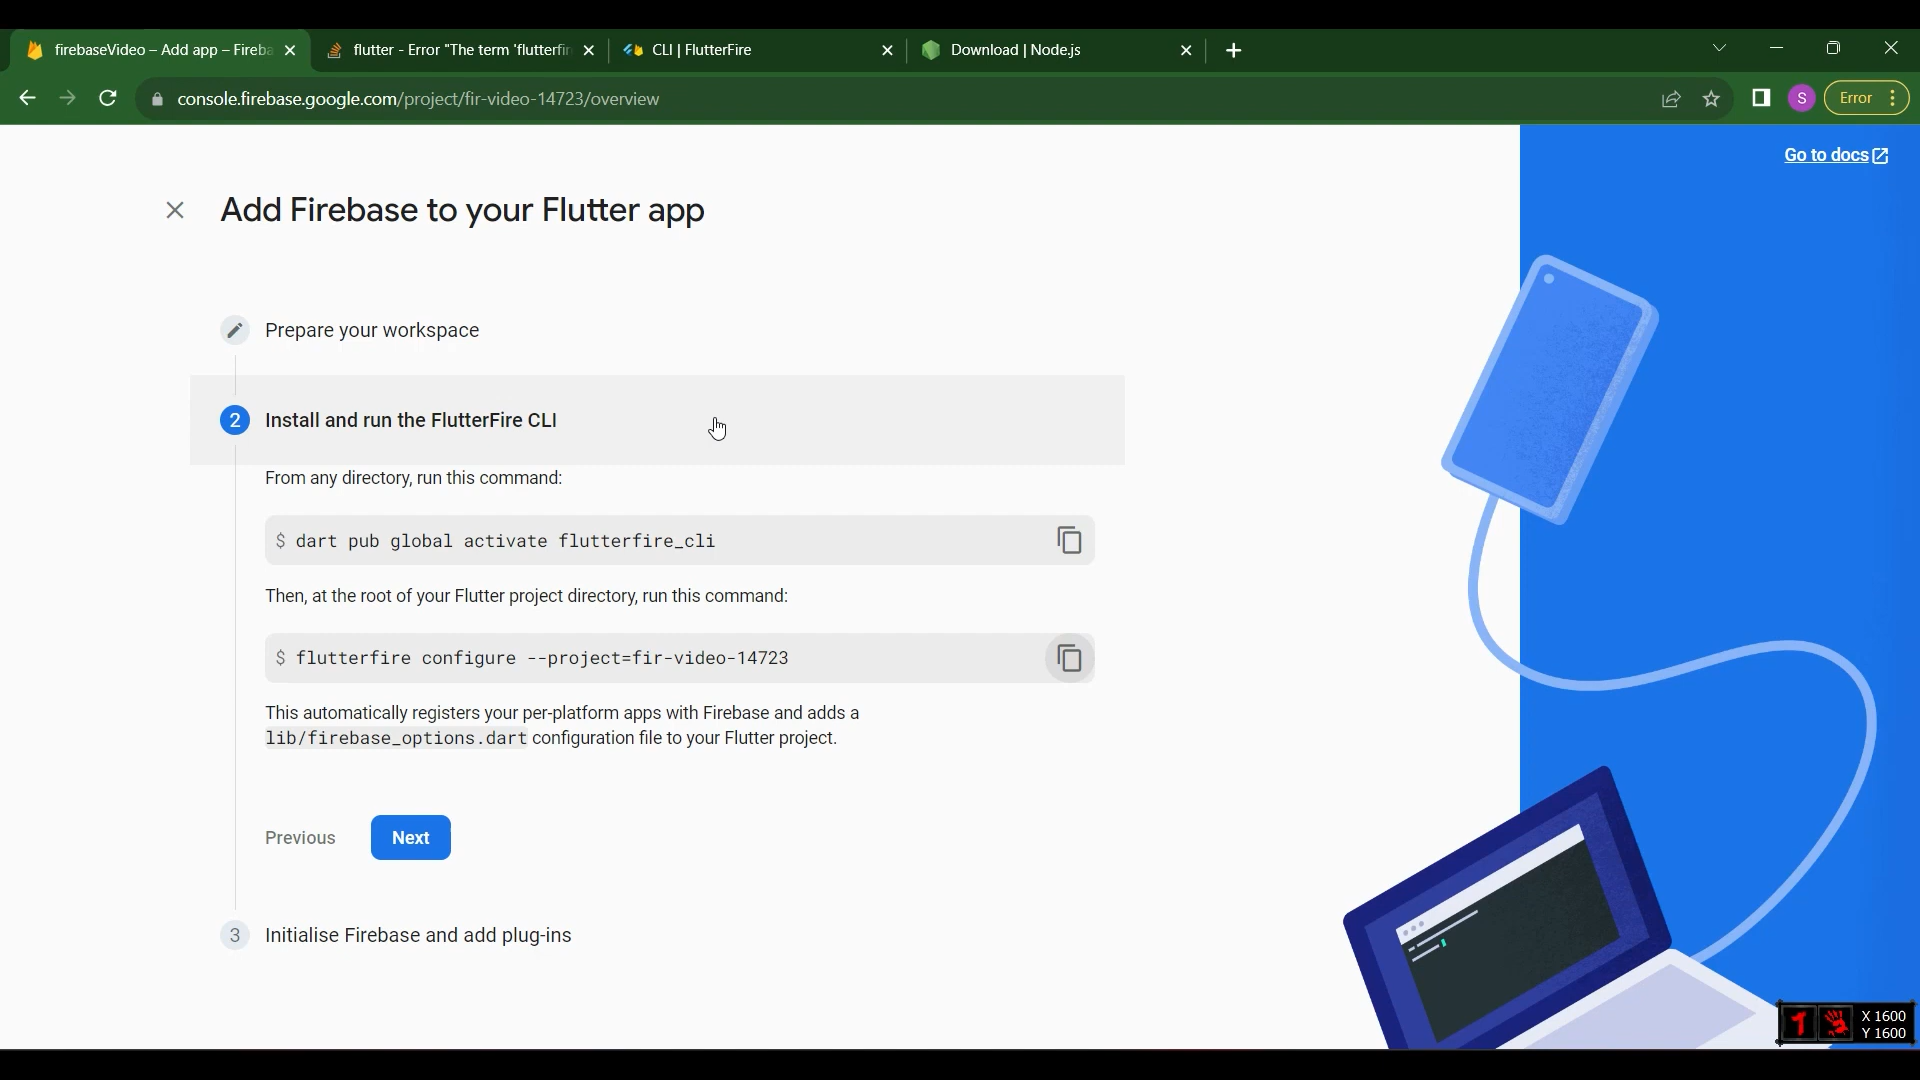 firebaseVideo – Add app – Fireba
flutter - Error "The term 'flutterfir
CLI | FlutterFire
Download | Node.js
console.firebase.google.com/project/fir-video-14723/overview
S
Error
Go to docs
Add Firebase to your Flutter app
Prepare your workspace
2 Install and run the FlutterFire CLI
From any directory, run this command:
$ dart pub global activate flutterfire_cli
Then, at the root of your Flutter project directory, run this command:
$ flutterfire configure --project=fir-video-14723
This automatically registers your per-platform apps with Firebase and adds a
lib/firebase_options.dart configuration file to your Flutter project.
Previous
Next
3 Initialise Firebase and add plug-ins
X 1600
Y 1600